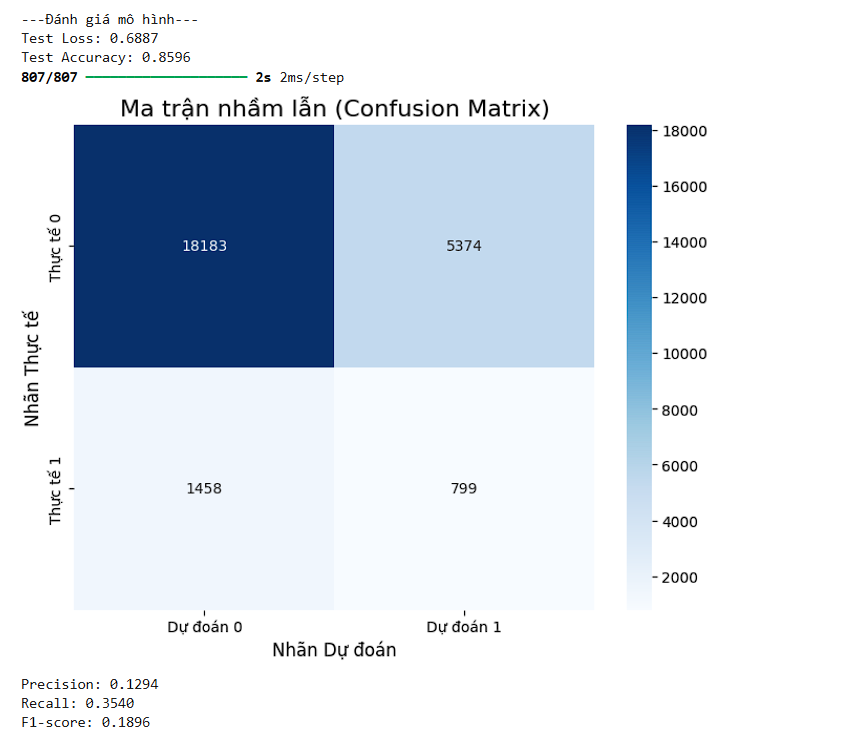 ---Đánh giá mô hình---
Test Loss: 0.6887
Test Accuracy: 0.8596
807/807 ━━━━━━━━━━━━━━━━━━━━ 2s 2ms/step
Ma trận nhầm lẫn (Confusion Matrix)
Nhãn Thực tế
Thực tế 0
18183
5374
Thực tế 1
1458
799
Dự đoán 0
Dự đoán 1
Nhãn Dự đoán
18000
16000
14000
12000
10000
8000
6000
4000
2000
Precision: 0.1294
Recall: 0.3540
F1-score: 0.1896